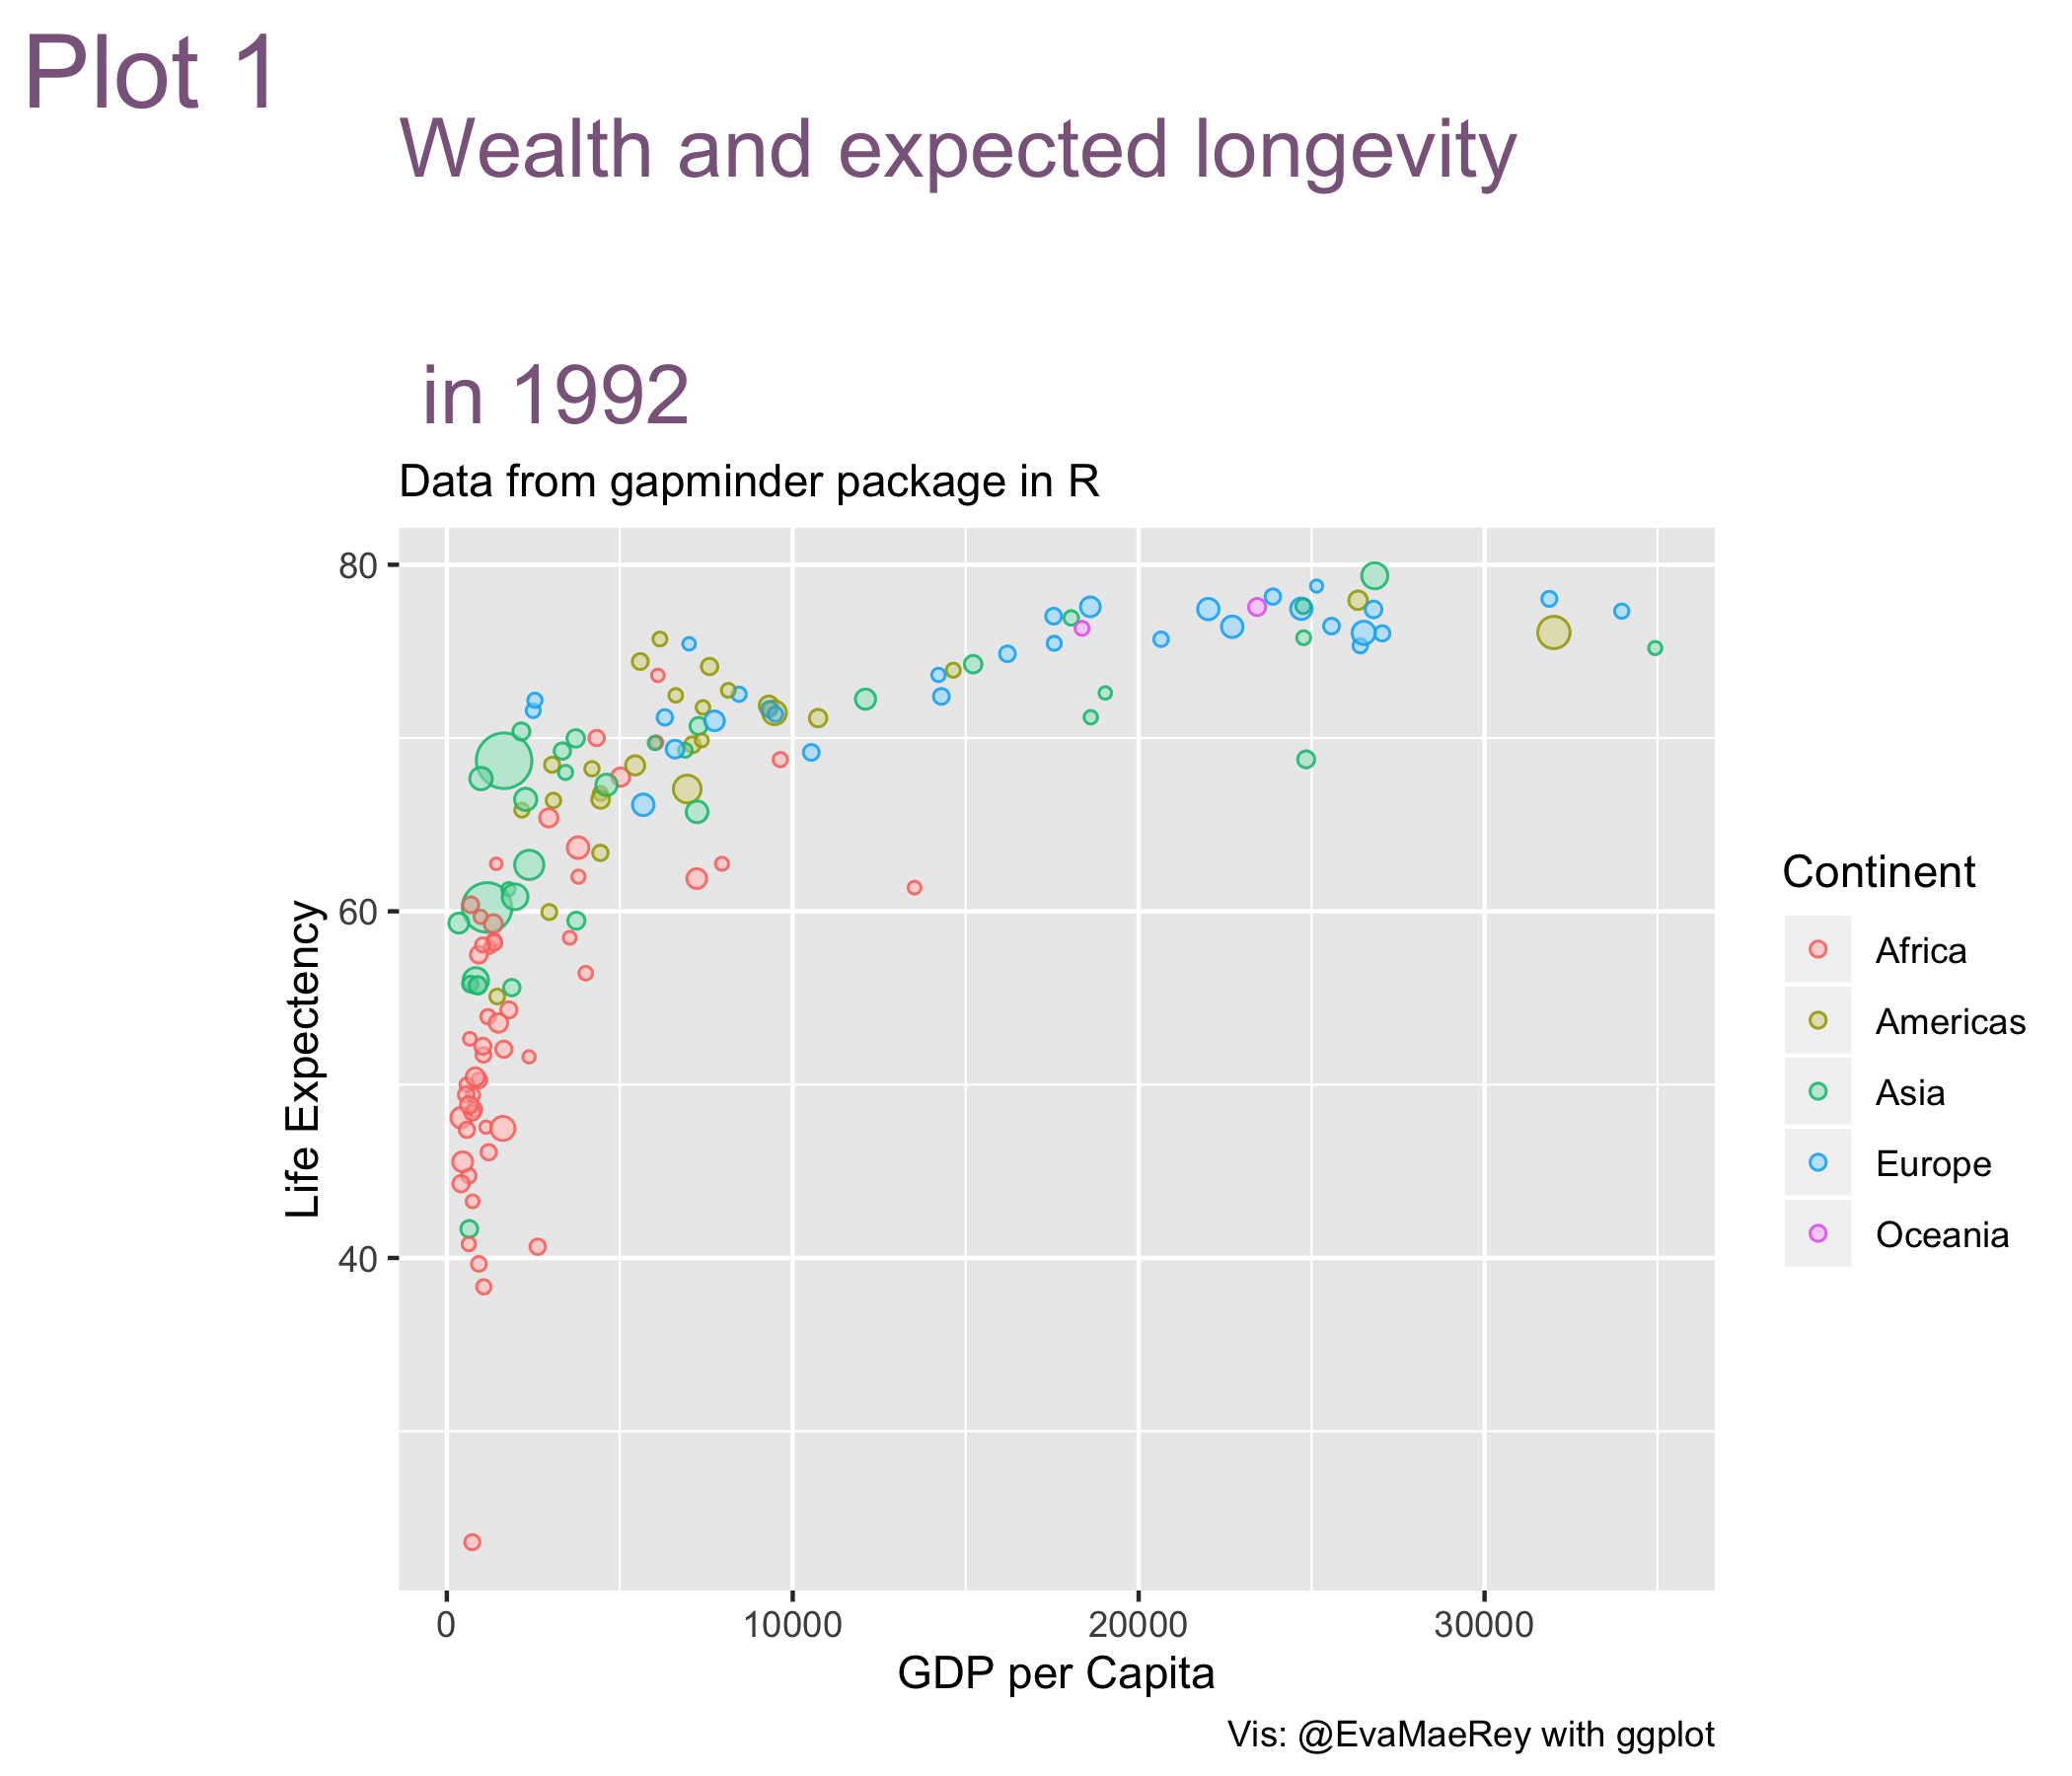 Plot 1
Wealth and expected longevity
in 1992
Data from gapminder package in R
80
60
40
Life Expectency
0 10000 20000 30000
GDP per Capita
Continent
Africa
Americas
Asia
Europe
Oceania
Vis: @EvaMaeRey with ggplot